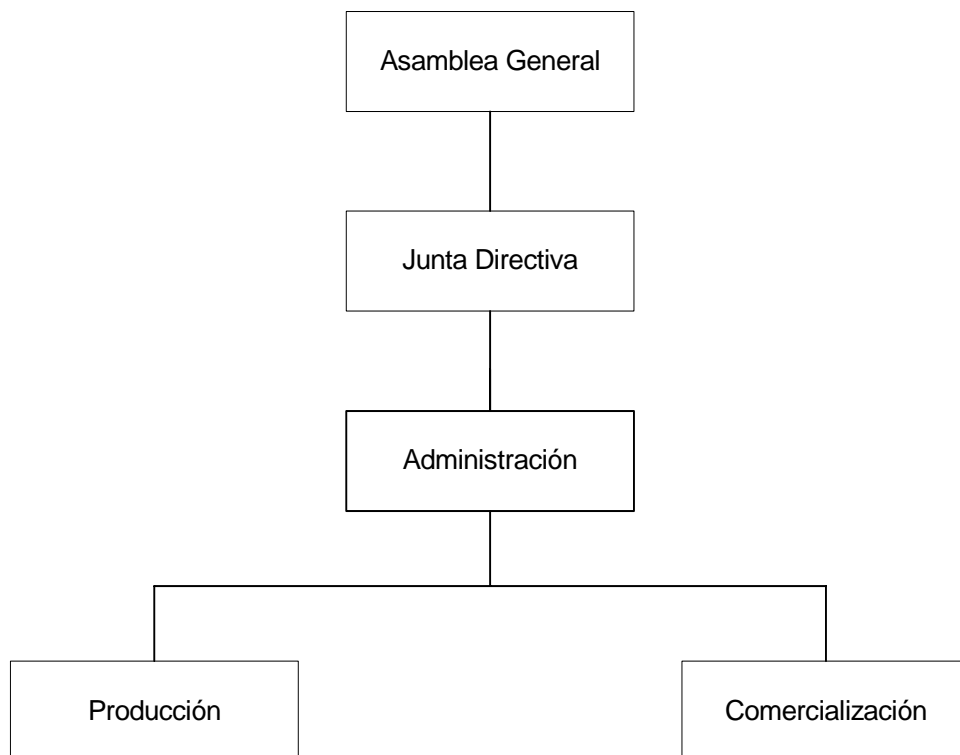 Asamblea General
Junta Directiva
Administración
Producción
Comercialización